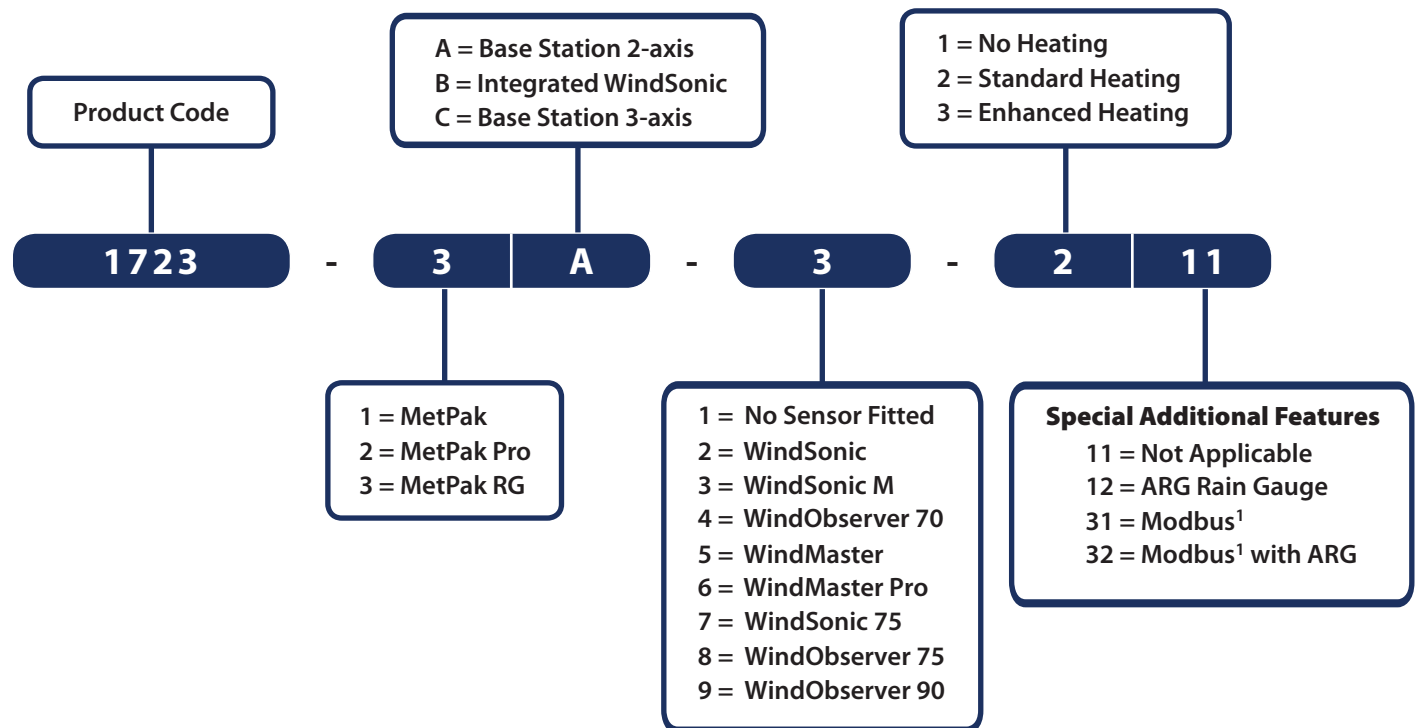 A = Base Station 2-axis
B = Integrated WindSonic
C = Base Station 3-axis
1 = No Heating
2 = Standard Heating
3 = Enhanced Heating
Product Code
1723 - 3 A - 3 - 2 11
1 = MetPak
2 = MetPak Pro
3 = MetPak RG
1 = No Sensor Fitted
2 = WindSonic
3 = WindSonic M
4 = WindObserver 70
5 = WindMaster
6 = WindMaster Pro
7 = WindSonic 75
8 = WindObserver 75
9 = WindObserver 90
Special Additional Features
11 = Not Applicable
12 = ARG Rain Gauge
31 = Modbus¹
32 = Modbus¹ with ARG